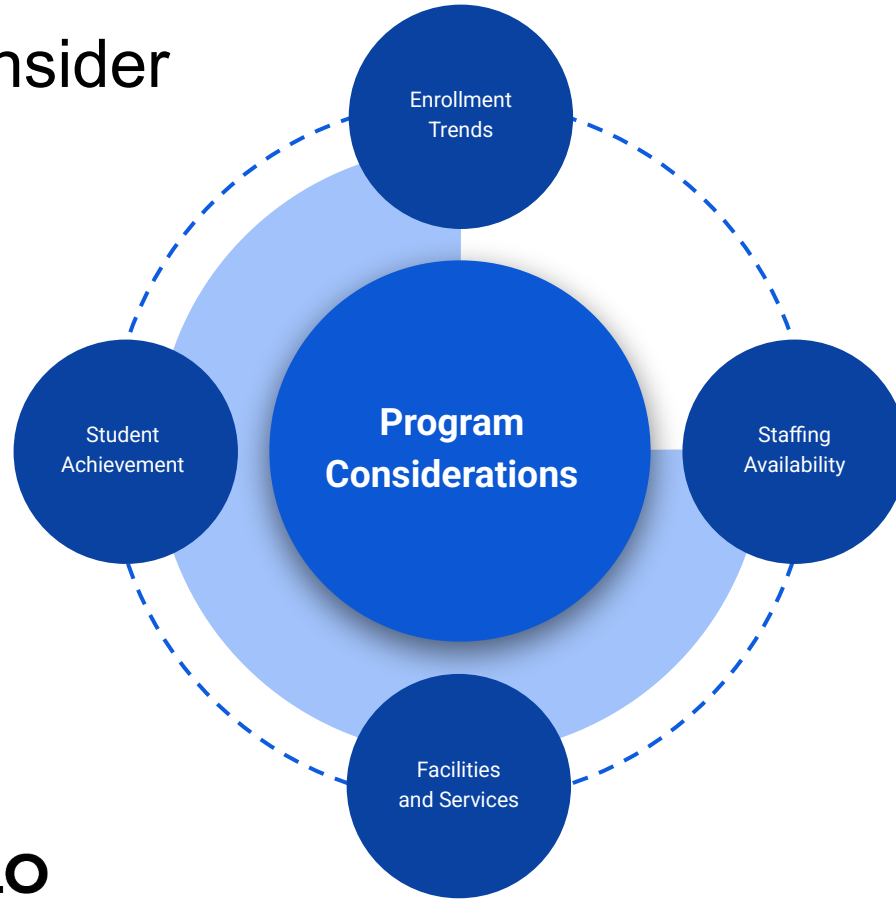 nsider
Enrollment
Trends
Program
Considerations
Student
Achievement
Staffing
Availability
Facilities
and Services